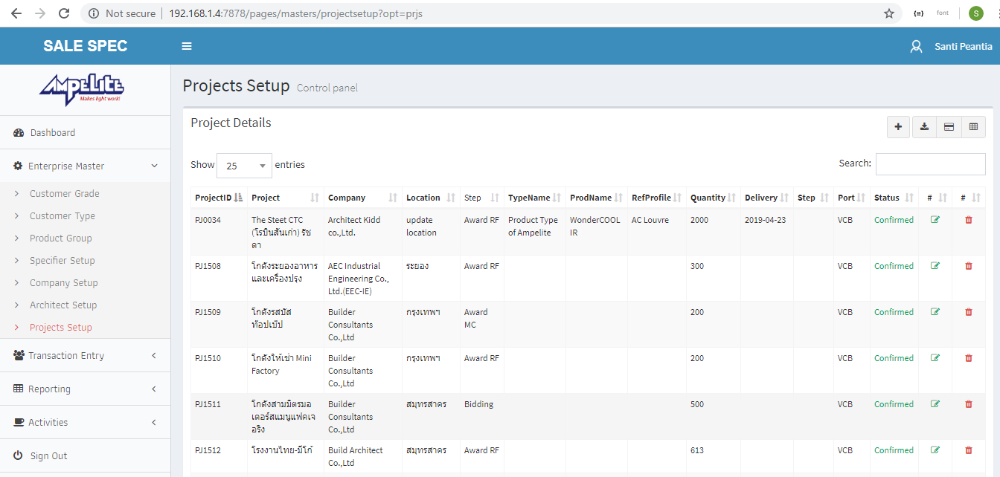 Not secure 192.168.1.4:7878/pages/masters/projectsetup?opt=prjs
font
S
SALE SPEC
Santi Peantia
AMPELITE
Makes light work!
Dashboard
Enterprise Master
Customer Grade
Customer Type
Product Group
Specifier Setup
Company Setup
Architect Setup
Projects Setup
Transaction Entry
Reporting
Activities
Sign Out
Projects Setup Control panel
Project Details
Show 25 entries
Search:
ProjectID Project Company Location Step TypeName ProdName RefProfile Quantity Delivery Step Port Status # #
PJ0034 The Steet CTC Architect Kidd update Award RF Product Type WonderCOOL AC Louvre 2000 2019-04-23 VCB Confirmed
(โรบินสันเก่า) รัช co.,Ltd. location of Ampelite IR
ดา
PJ1508 โกดังระยองอาหาร AEC Industrial ระยอง Award RF 300 VCB Confirmed
และเครื่องปรุง Engineering Co.,
Ltd.(EEC-IE)
PJ1509 โกดังรสบัส Builder กรุงเทพฯ Award 200 VCB Confirmed
ท๊อปเบ๊ป Consultants MC
Co.,Ltd
PJ1510 โกดังให้เช่า Mini Builder กรุงเทพฯ Award RF 200 VCB Confirmed
Factory Consultants
Co.,Ltd
PJ1511 โกดังสามมิตรมอ Builder สมุทรสาคร Bidding 500 VCB Confirmed
เตอร์สแมนูแฟคเจ Consultants
อริง Co.,Ltd
PJ1512 โรงงานไทย-มีโก้ Build Architect สมุทรสาคร Award RF 613 VCB Confirmed
Co.,Ltd